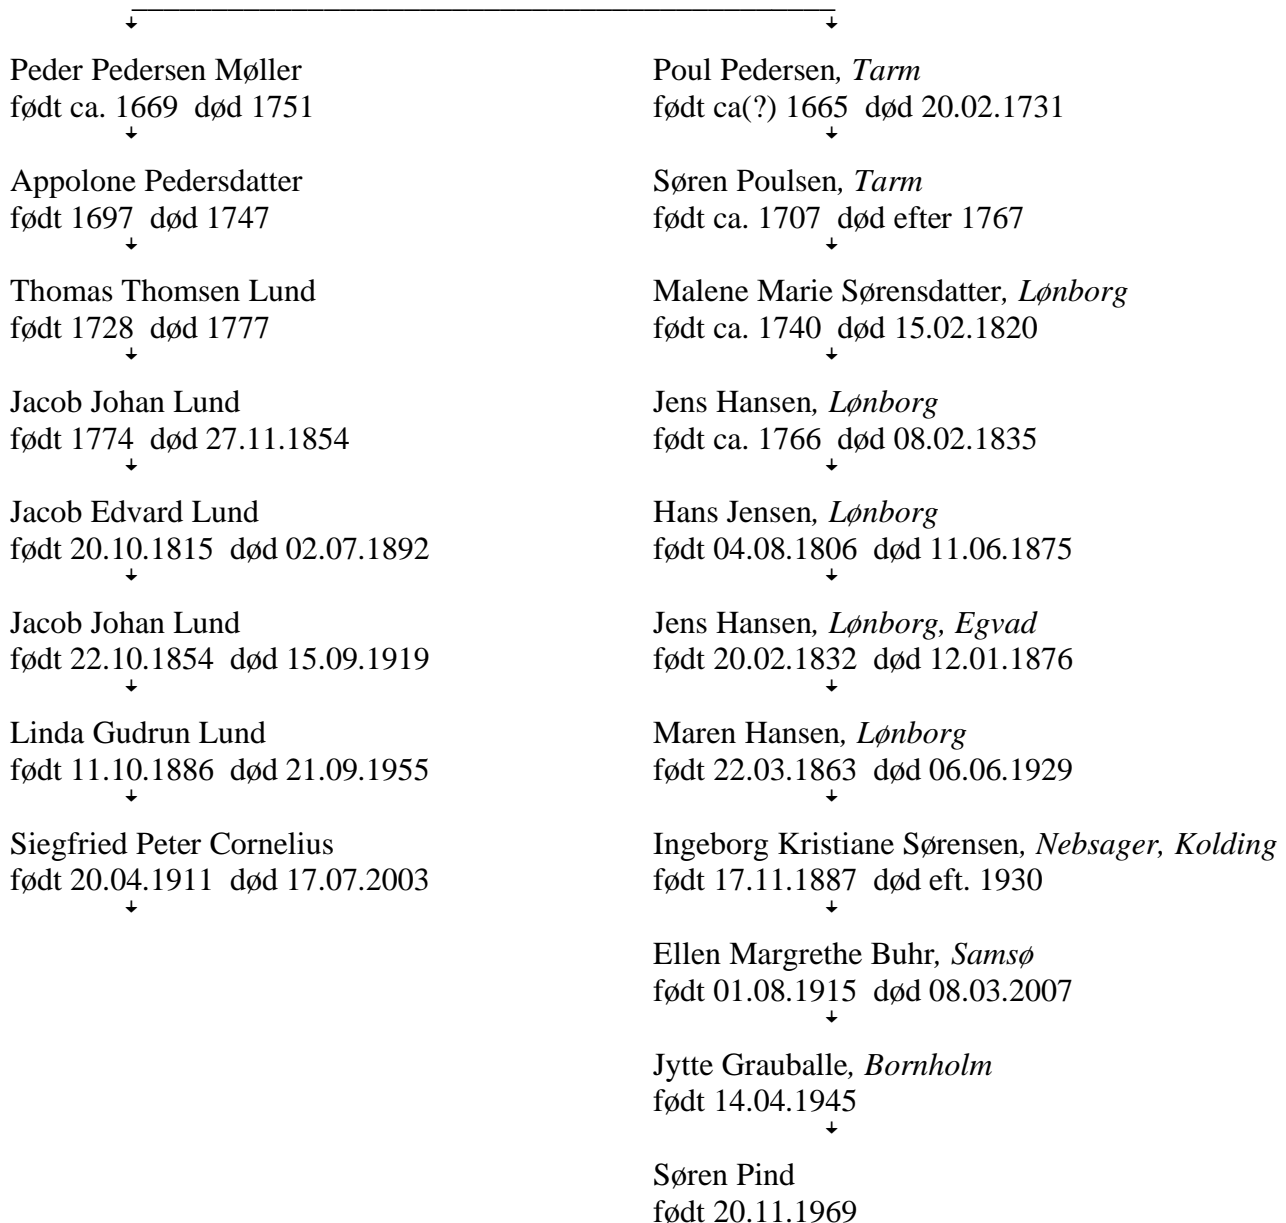 Peder Pedersen Møller
født ca. 1669 død 1751
Appolone Pedersdatter
født 1697 død 1747
Thomas Thomsen Lund
født 1728 død 1777
Jacob Johan Lund
født 1774 død 27.11.1854
Jacob Edvard Lund
født 20.10.1815 død 02.07.1892
Jacob Johan Lund
født 22.10.1854 død 15.09.1919
Linda Gudrun Lund
født 11.10.1886 død 21.09.1955
Siegfried Peter Cornelius
født 20.04.1911 død 17.07.2003
Poul Pedersen, Tarm
født ca(?) 1665 død 20.02.1731
Søren Poulsen, Tarm
født ca. 1707 død efter 1767
Malene Marie Sørensdatter, Lønborg
født ca. 1740 død 15.02.1820
Jens Hansen, Lønborg
født ca. 1766 død 08.02.1835
Hans Jensen, Lønborg
født 04.08.1806 død 11.06.1875
Jens Hansen, Lønborg, Egvad
født 20.02.1832 død 12.01.1876
Maren Hansen, Lønborg
født 22.03.1863 død 06.06.1929
Ingeborg Kristiane Sørensen, Nebsager, Kolding
født 17.11.1887 død eft. 1930
Ellen Margrethe Buhr, Samsø
født 01.08.1915 død 08.03.2007
Jytte Grauballe, Bornholm
født 14.04.1945
Søren Pind
født 20.11.1969